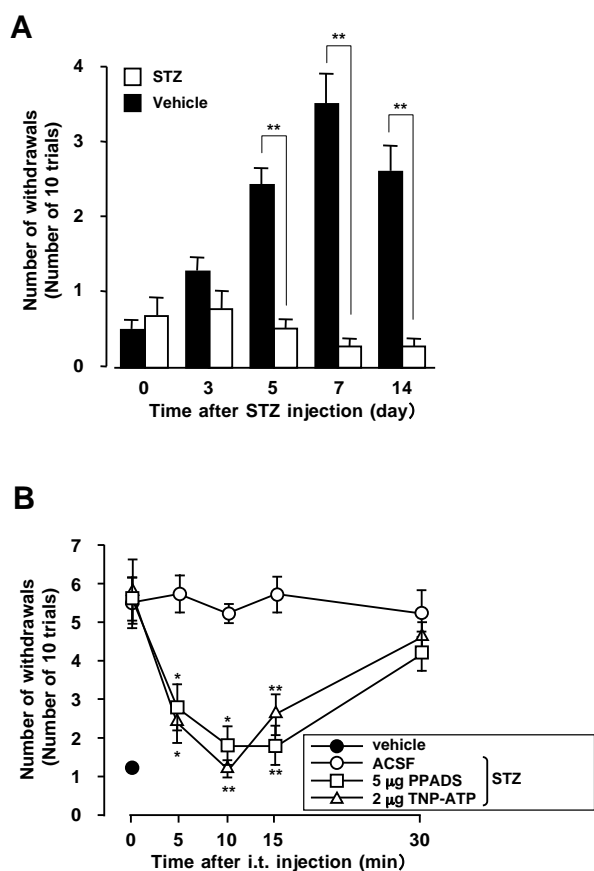 A
STZ
Vehicle
Number of withdrawals
(Number of 10 trials)
4
3
2
1
0
**
**
**
0 3 5 7 14
Time after STZ injection (day)
B
Number of withdrawals
(Number of 10 trials)
7
6
5
4
3
2
1
0
*
*
*
**
**
**
vehicle
ACSF
5 µg PPADS
2 µg TNP-ATP
STZ
0 5 10 15 30
Time after i.t. injection (min)